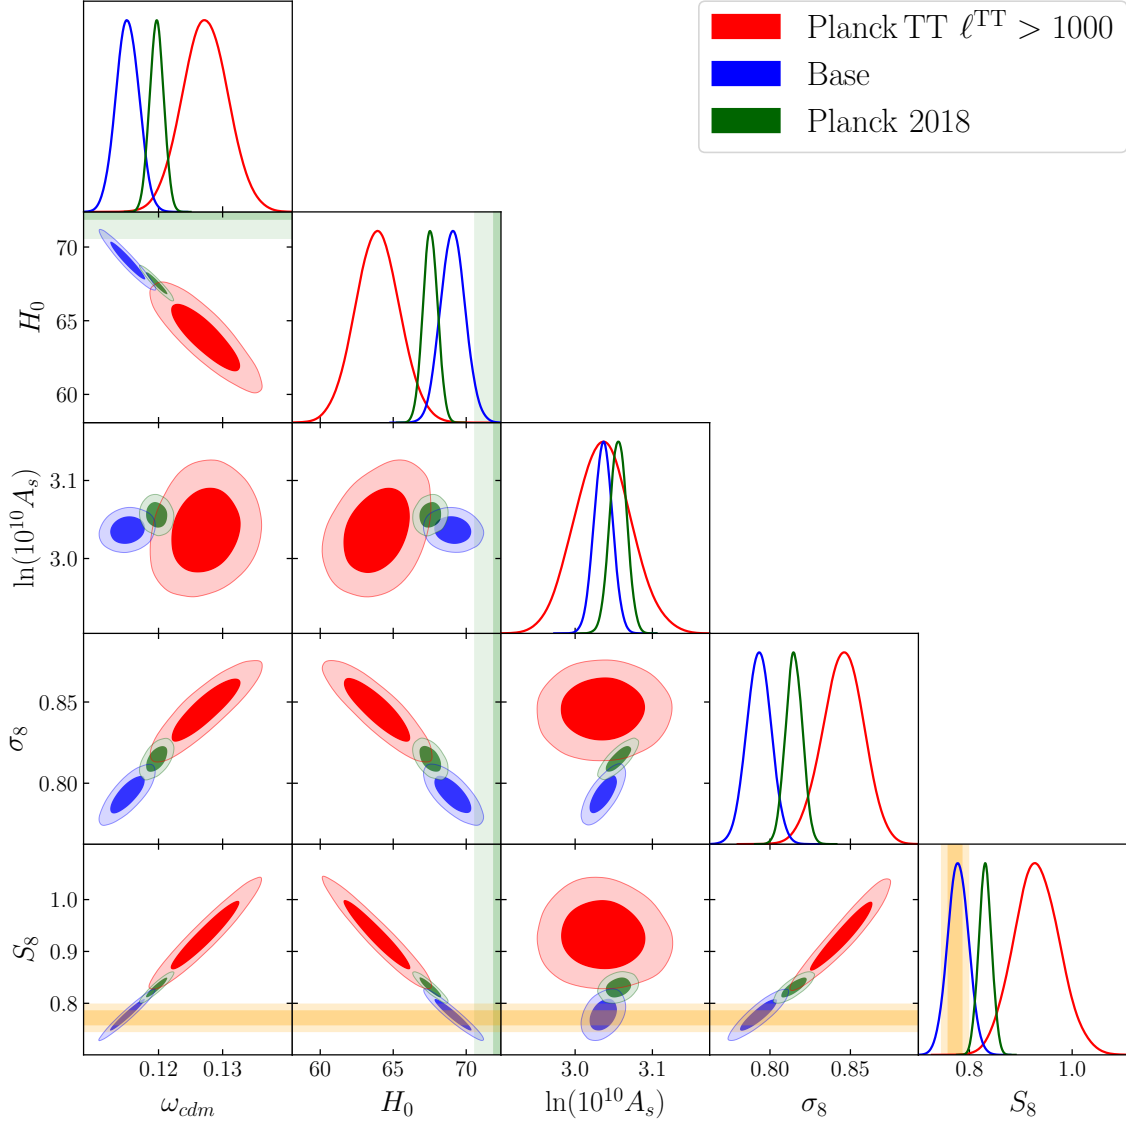 Planck TT ℓ^TT > 1000
Base
Planck 2018
70
65
60
H_0
3.1
3.0
ln(10^10 A_s)
0.85
0.80
σ_8
1.0
0.9
0.8
S_8
0.12 0.13 60 65 70 3.0 3.1 0.80 0.85 0.8 1.0
ω_cdm H_0 ln(10^10 A_s) σ_8 S_8